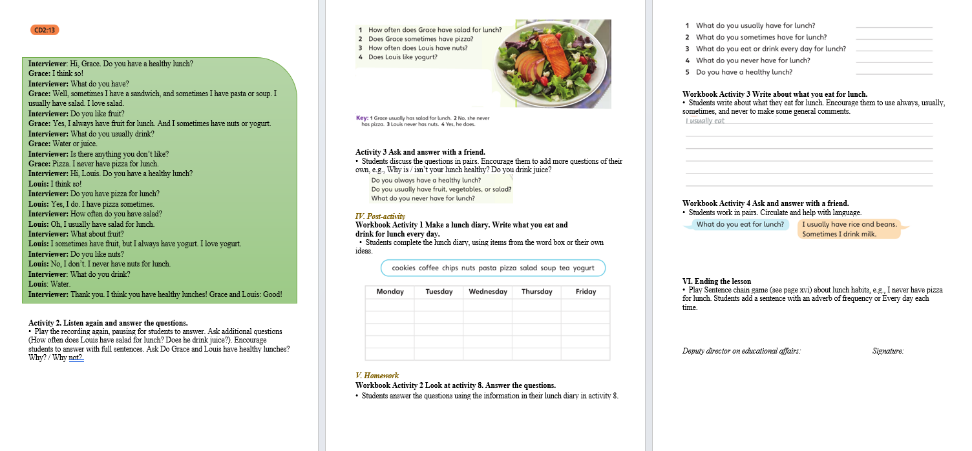 CD2:13
Interviewer: Hi, Grace. Do you have a healthy lunch?
Grace: I think so!
Interviewer: What do you have?
Grace: Well, sometimes I have a sandwich, and sometimes I have pasta or soup. I
usually have salad. I love salad.
Interviewer: Do you like fruit?
Grace: Yes, I always have fruit for lunch. And I sometimes have nuts or yogurt.
Interviewer: What do you usually drink?
Grace: Water or juice.
Interviewer: Is there anything you don't like?
Grace: Pizza. I never have pizza for lunch.
Interviewer: Hi, Louis. Do you have a healthy lunch?
Louis: I think so!
Interviewer: Do you have pizza for lunch?
Louis: Yes, I do. I have pizza sometimes.
Interviewer: How often do you have salad?
Louis: Oh, I usually have salad for lunch.
Interviewer: What about fruit?
Louis: I sometimes have fruit, but I always have yogurt. I love yogurt.
Interviewer: Do you like nuts?
Louis: No, I don't. I never have nuts for lunch.
Interviewer: What do you drink?
Louis: Water.
Interviewer: Thank you. I think you have healthy lunches! Grace and Louis: Good!
Activity 2. Listen again and answer the questions.
• Play the recording again, pausing for students to answer. Ask additional questions
(How often does Louis have salad for lunch? Does he drink juice?). Encourage
students to answer with full sentences. Ask Do Grace and Louis have healthy lunches?
Why? / Why not?.
1 How often does Grace have salad for lunch?
2 Does Grace sometimes have pizza?
3 How often does Louis have nuts?
4 Does Louis like yogurt?
Key: 1 Grace usually has salad for lunch. 2 No, she never
has pizza. 3 Louis never has nuts. 4 Yes, he does.
Activity 3 Ask and answer with a friend.
• Students discuss the questions in pairs. Encourage them to add more questions of their
own, e.g., Why is / isn't your lunch healthy? Do you drink juice?
Do you always have a healthy lunch?
Do you usually have fruit, vegetables, or salad?
What do you never have for lunch?
IV. Post-activity
Workbook Activity 1 Make a lunch diary. Write what you eat and
drink for lunch every day.
• Students complete the lunch diary, using items from the word box or their own
ideas.
cookies coffee chips nuts pasta pizza salad soup tea yogurt
Monday Tuesday Wednesday Thursday Friday
V. Homework
Workbook Activity 2 Look at activity 8. Answer the questions.
• Students answer the questions using the information in their lunch diary in activity 8.
1 What do you usually have for lunch?
2 What do you sometimes have for lunch?
3 What do you eat or drink every day for lunch?
4 What do you never have for lunch?
5 Do you have a healthy lunch?
Workbook Activity 3 Write about what you eat for lunch.
• Students write about what they eat for lunch. Encourage them to use always, usually,
sometimes, and never to make some general comments.
I usually eat
Workbook Activity 4 Ask and answer with a friend.
• Students work in pairs. Circulate and help with language.
What do you eat for lunch?
I usually have rice and beans.
Sometimes I drink milk.
VI. Ending the lesson
• Play Sentence chain game (see page xvi) about lunch habits, e.g., I never have pizza
for lunch. Students add a sentence with an adverb of frequency or Every day each
time.
Deputy director on educational affairs: Signature: